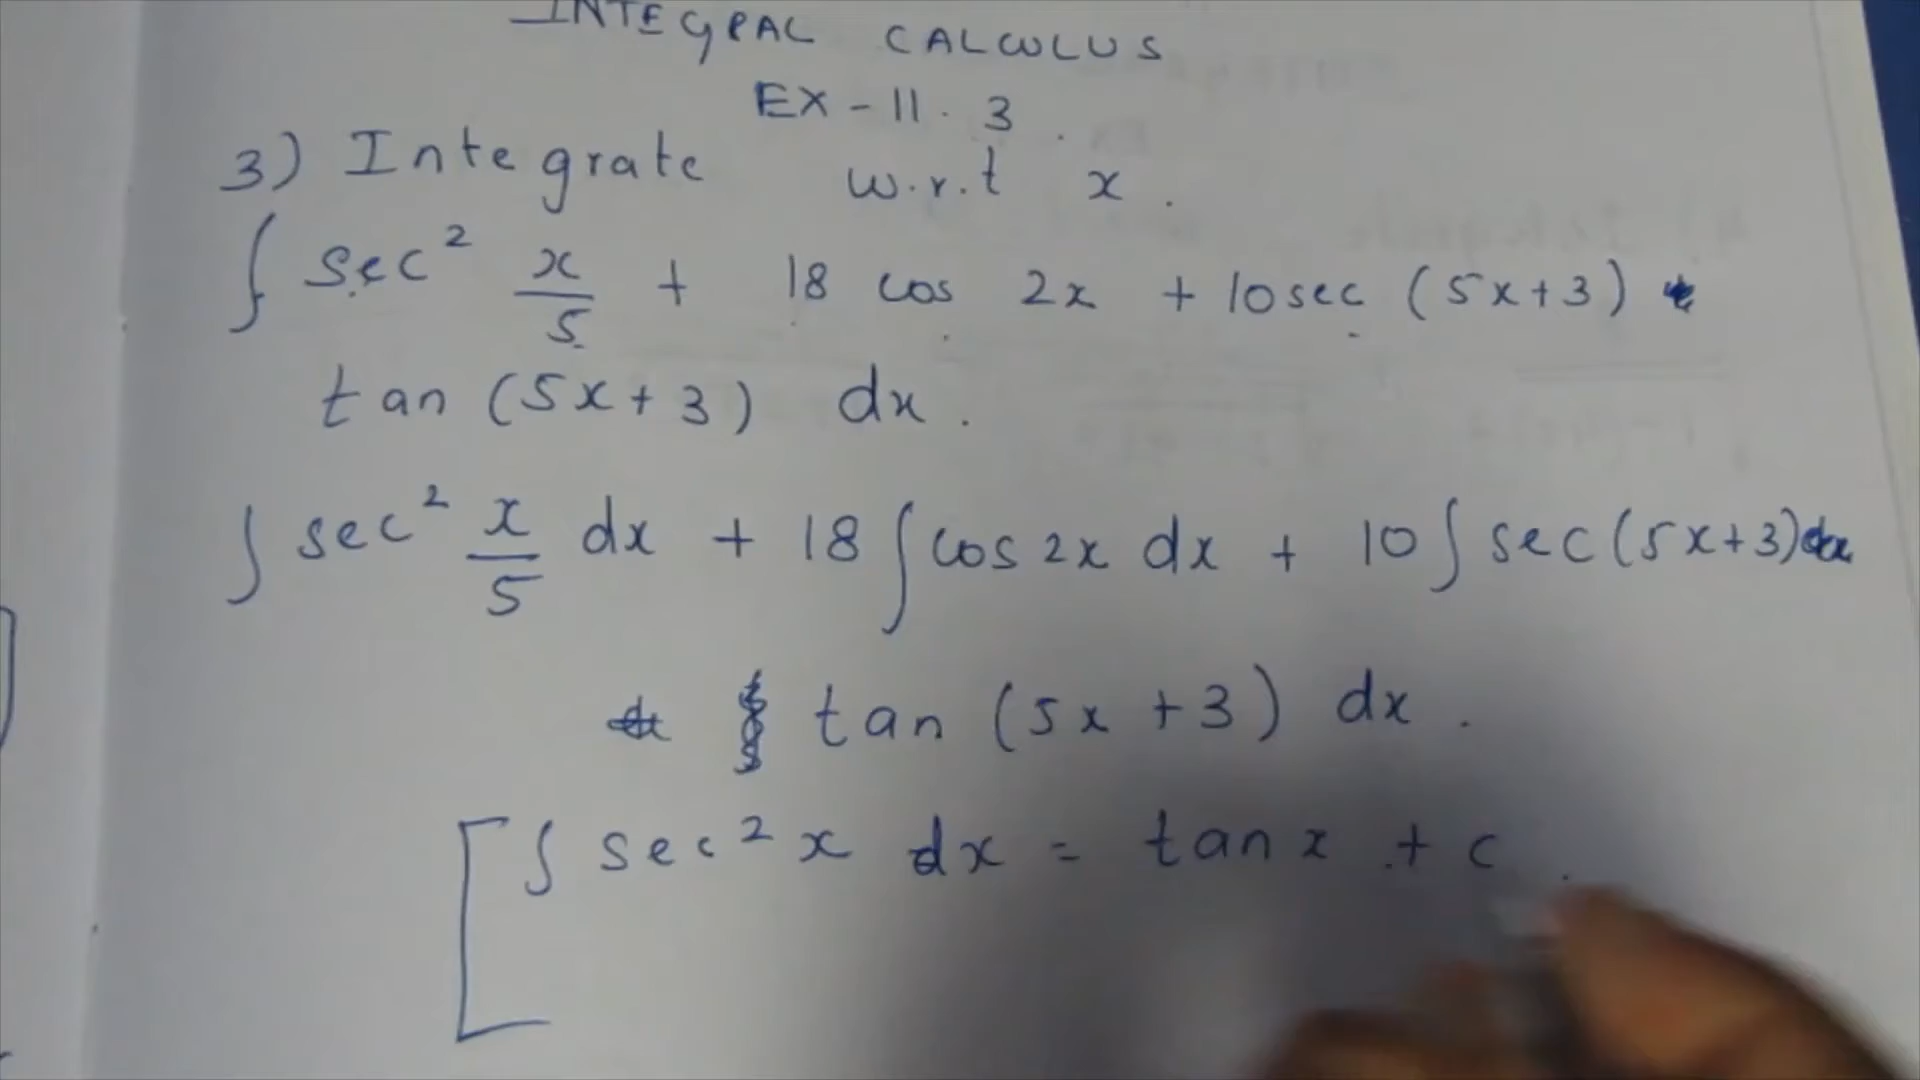 INTEGRAL CALCULUS
EX - 11. 3.
3) Integrate w.r.t x.
∫ sec² x/5 + 18 cos 2x + 10 sec (5x+3)
tan (5x+3) dx.
∫ sec² x/5 dx + 18 ∫ cos 2x dx + 10 ∫ sec (5x+3)
tan (5x+3) dx.
[ ∫ sec² x dx = tan x + c.